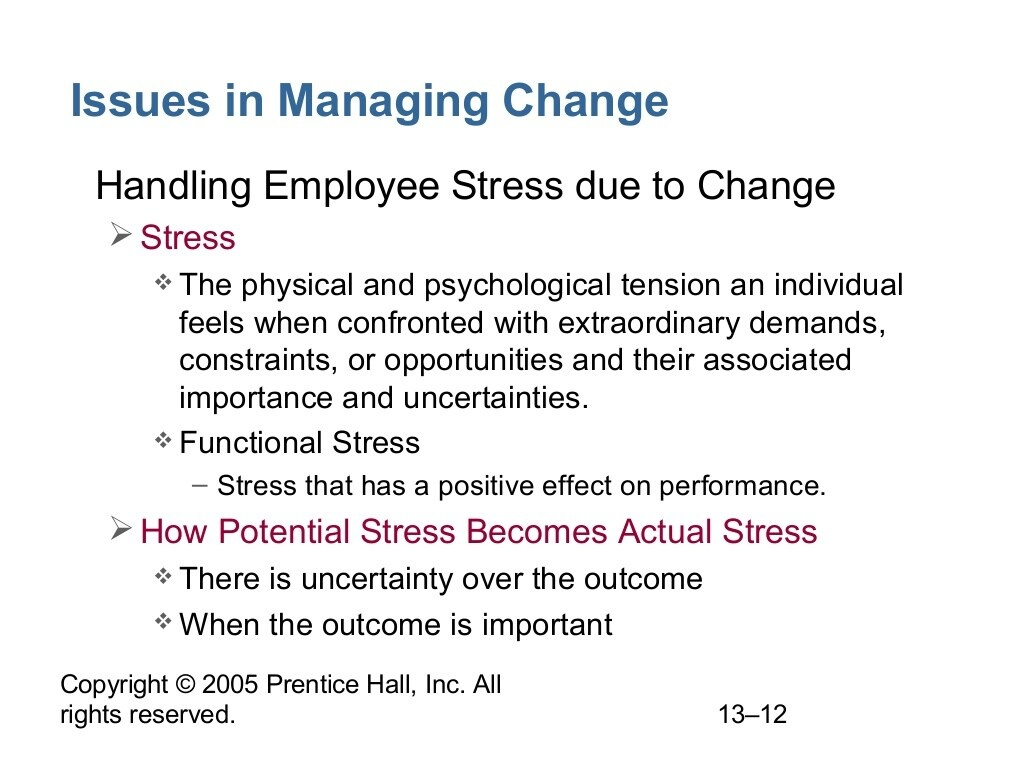 Issues in Managing Change
Handling Employee Stress due to Change
➢ Stress
❖ The physical and psychological tension an individual
feels when confronted with extraordinary demands,
constraints, or opportunities and their associated
importance and uncertainties.
❖ Functional Stress
– Stress that has a positive effect on performance.
➢ How Potential Stress Becomes Actual Stress
❖ There is uncertainty over the outcome
❖ When the outcome is important
Copyright © 2005 Prentice Hall, Inc. All
rights reserved.
13–12